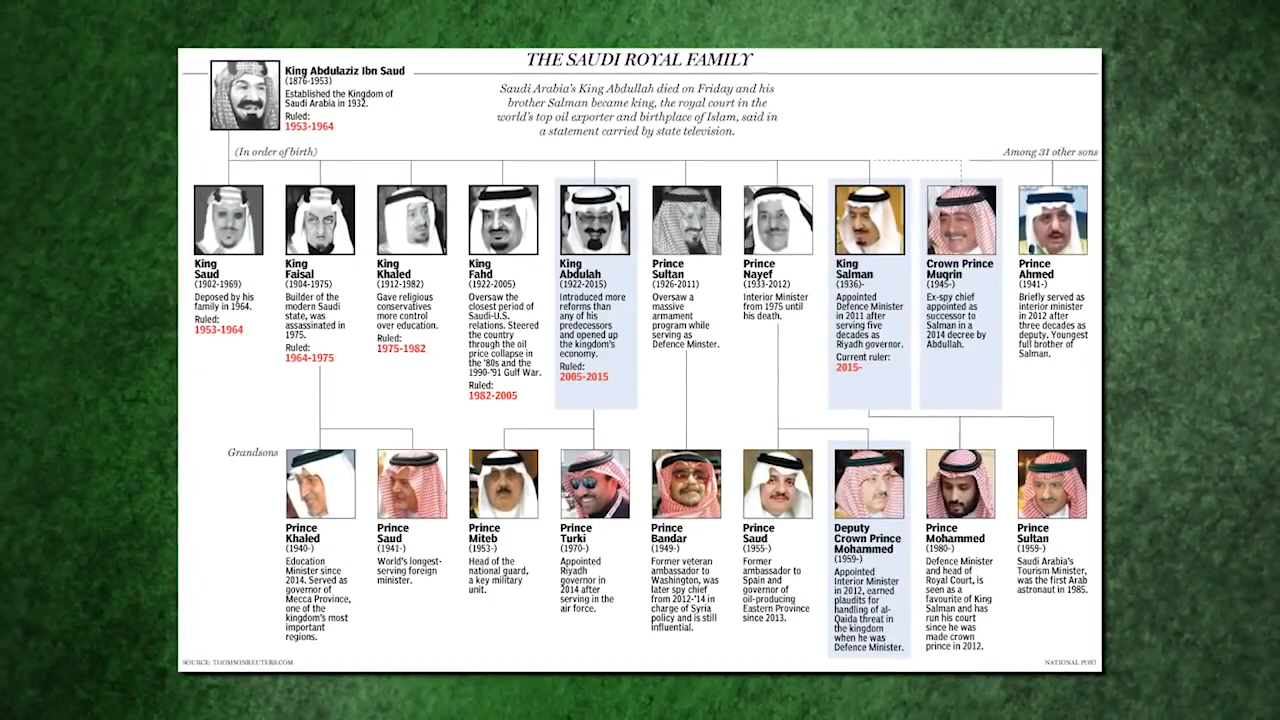 THE SAUDI ROYAL FAMILY
King Abdulaziz Ibn Saud
(1876-1953)
Established the Kingdom of
Saudi Arabia in 1932.
Ruled:
1953-1964
Saudi Arabia's King Abdullah died on Friday and his
brother Salman became king, the royal court in the
world's top oil exporter and birthplace of Islam, said in
a statement carried by state television.
(In order of birth)
Among 31 other sons
King
Saud
(1902-1969)
Deposed by his
family in 1964.
Ruled:
1953-1964
King
Faisal
(1904-1975)
Builder of the
modern Saudi
state, was
assassinated in
1975.
Ruled:
1964-1975
King
Khaled
(1912-1982)
Gave religious
conservatives
more control
over education.
Ruled:
1975-1982
King
Fahd
(1922-2005)
Oversaw the
closest period of
Saudi-U.S.
relations. Steered
the country
through the oil
price collapse in
the '80s and the
1990-'91 Gulf War.
Ruled:
1982-2005
King
Abdulah
(1922-2015)
Introduced more
reforms than
any of his
predecessors
and opened up
the kingdom's
economy.
Ruled:
2005-2015
Prince
Sultan
(1926-2011)
Oversaw a
massive
armament
program while
serving as
Defence Minster.
Prince
Nayef
(1933-2012)
Interior Minister
from 1975 until
his death.
King
Salman
(1936)-
Appointed
Defence Minister
in 2011 after
serving five
decades as
Riyadh governor.
Current ruler:
2015-
Crown Prince
Muqrin
(1945-)
Ex-spy chief
appointed as
successor to
Salman in a
2014 decree by
Abdullah.
Prince
Ahmed
(1941-)
Briefly served as
interior minister
in 2012 after
three decades as
deputy. Youngest
full brother of
Salman.
Grandsons
Prince
Khaled
(1940-)
Education
Minister since
2014. Served as
governor of
Mecca Province,
one of the
kingdom's most
important
regions.
Prince
Saud
(1941-)
World's longest-
serving foreign
minister.
Prince
Miteb
(1953-)
Head of the
national guard,
a key military
unit.
Prince
Turki
(1970-)
Appointed
Riyadh
governor in
2014 after
serving in the
air force.
Prince
Bandar
(1949-)
Former veteran
ambassador to
Washington, was
later spy chief
from 2012-'14 in
charge of Syria
policy and is still
influential.
Prince
Saud
(1955-)
Former
ambassador to
Spain and
governor of
oil-producing
Eastern Province
since 2013.
Deputy
Crown Prince
Mohammed
(1959-)
Appointed
Interior Minister
in 2012, earned
plaudits for
handling of al-
Qaida threat in
the kingdom
when he was
Defence Minister.
Prince
Mohammed
(1980-)
Defence Minister
and head of
Royal Court, is
seen as a
favourite of King
Salman and has
run his court
since he was
made crown
prince in 2012.
Prince
Sultan
(1959-)
Saudi Arabia's
Tourism Minister,
was the first Arab
astronaut in 1985.
SOURCE: THOMSONREUTERS.COM
NATIONAL POST